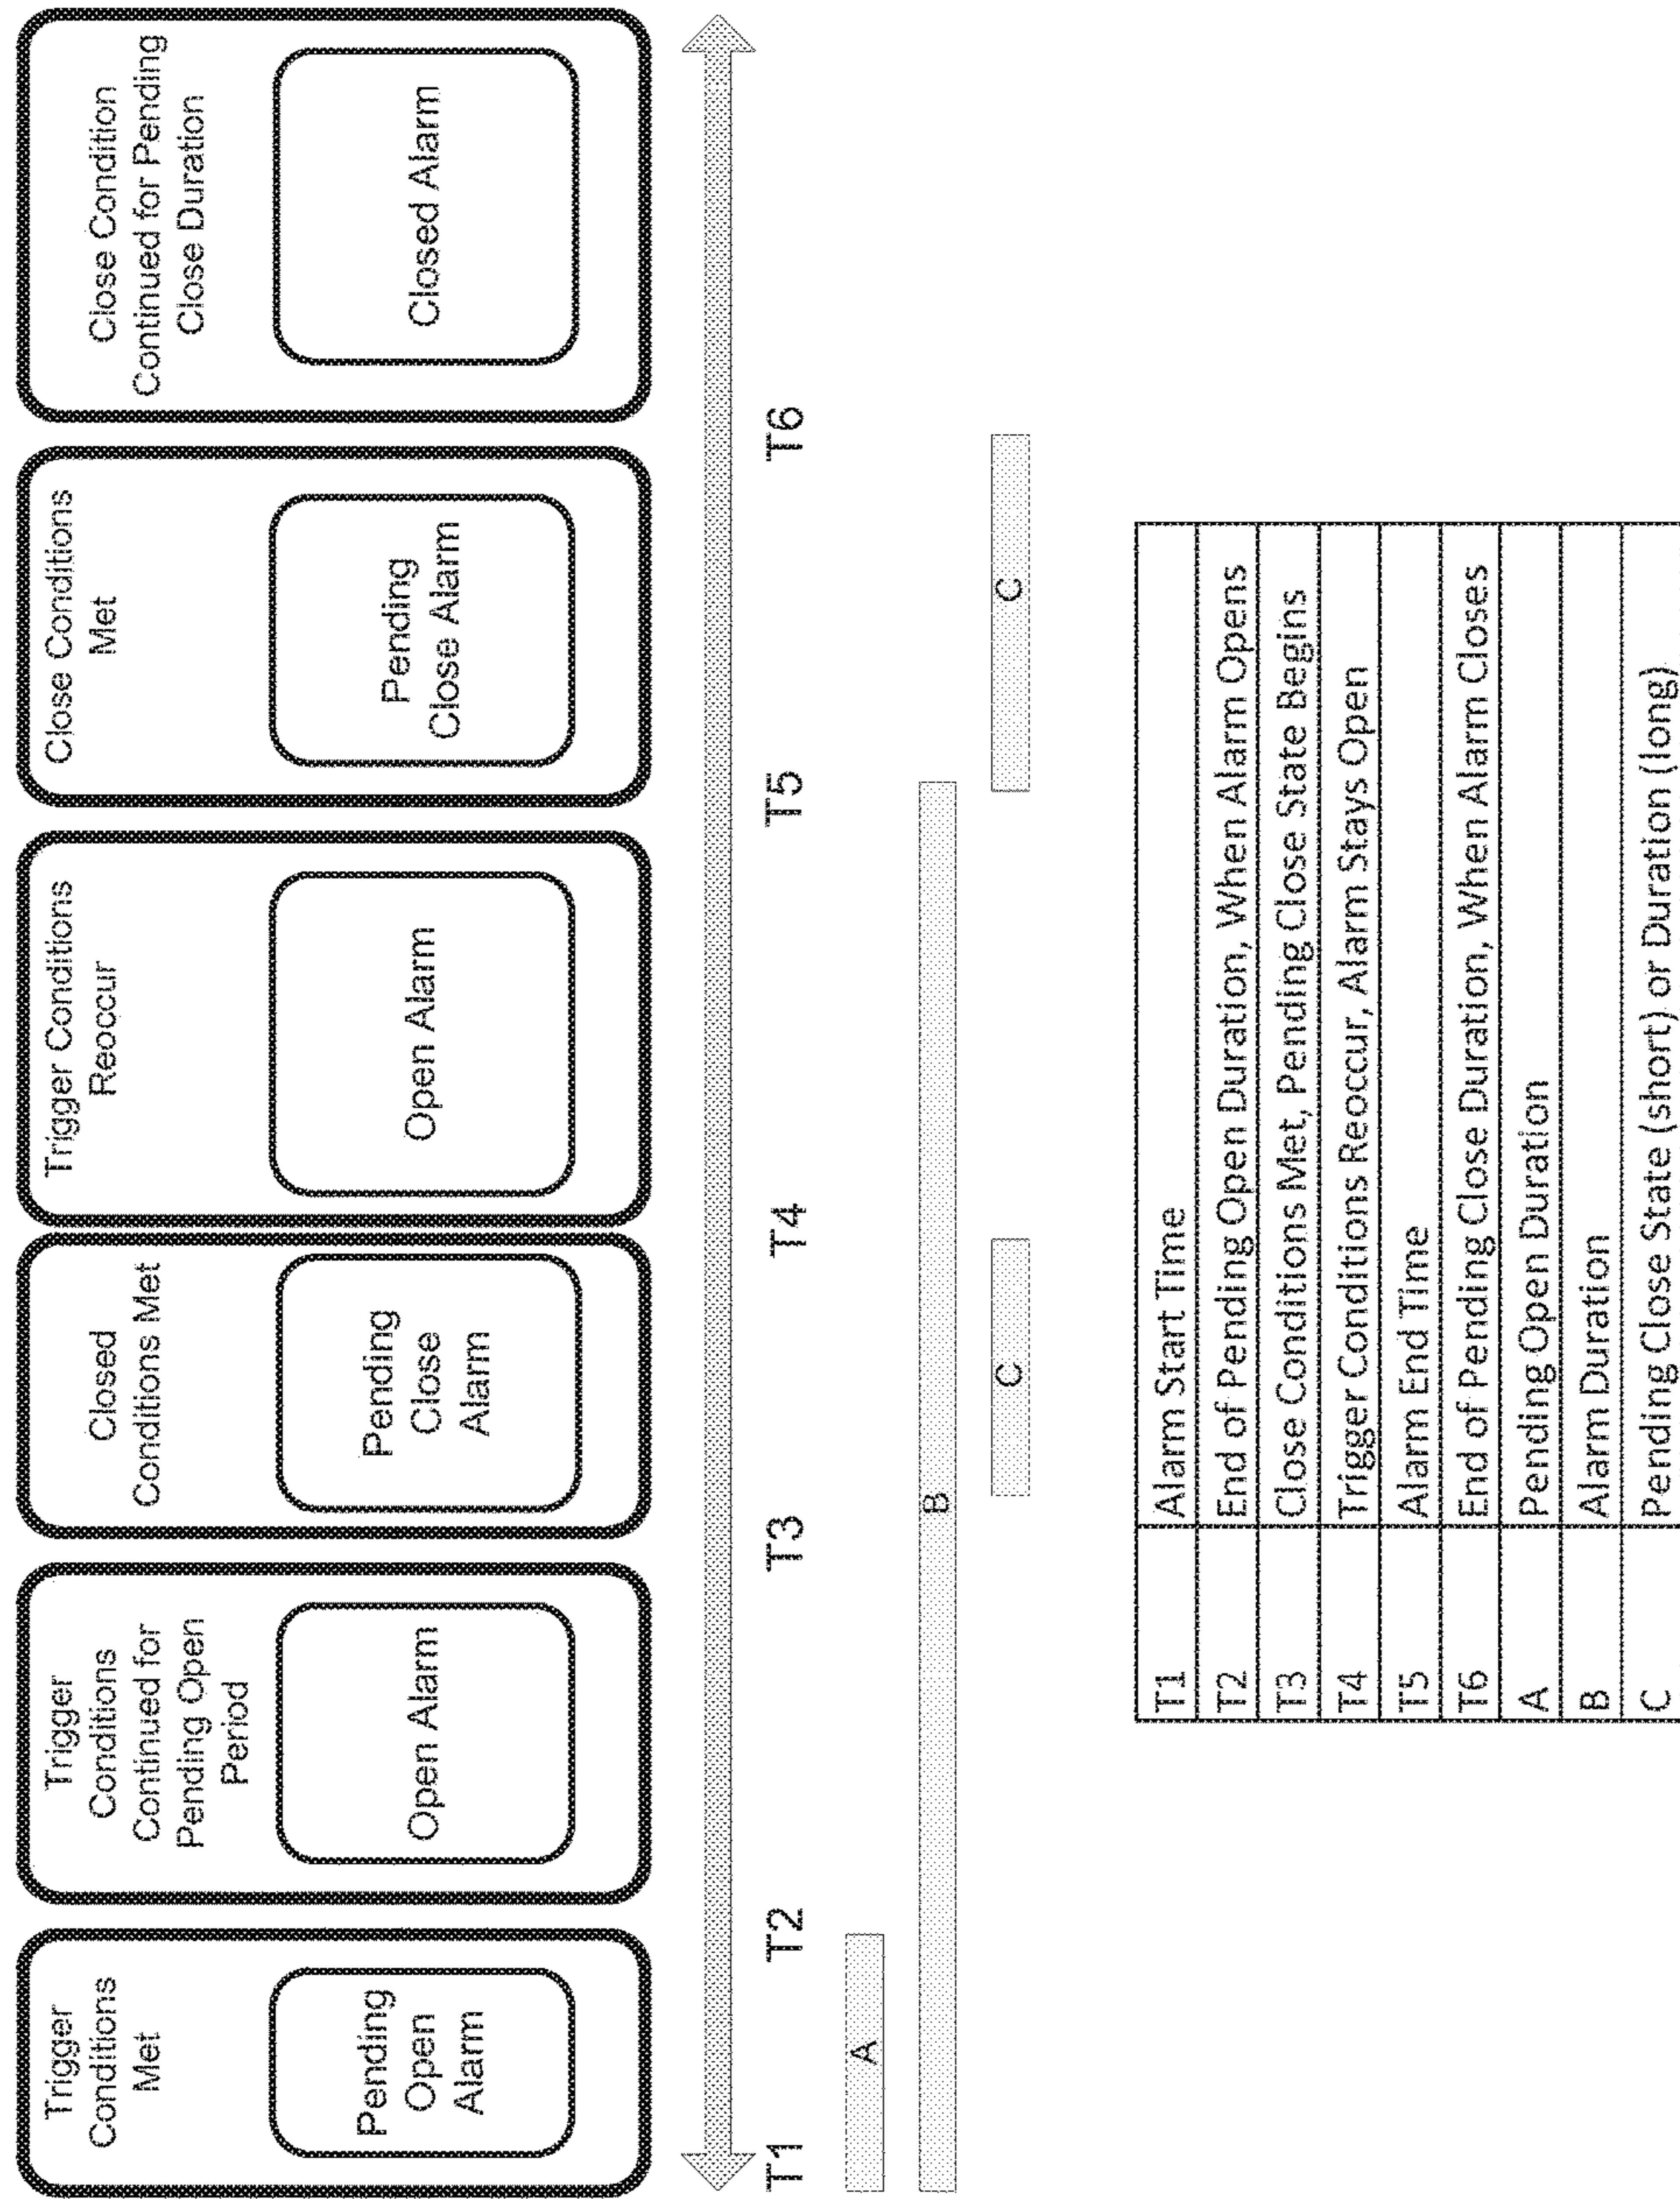 Trigger
Conditions
Met
Pending
Open
Alarm
Trigger
Conditions
Continued for
Pending Open
Period
Open Alarm
Closed
Conditions Met
Pending
Close
Alarm
Trigger Conditions
Reoccur
Open Alarm
Close Conditions
Met
Pending
Close Alarm
Close Condition
Continued for Pending
Close Duration
Closed Alarm
T1 T2 T3 T4 T5 T6
A
B
C C
T1 Alarm Start Time
T2 End of Pending Open Duration, When Alarm Opens
T3 Close Conditions Met, Pending Close State Begins
T4 Trigger Conditions Reoccur, Alarm Stays Open
T5 Alarm End Time
T6 End of Pending Close Duration, When Alarm Closes
A Pending Open Duration
B Alarm Duration
C Pending Close State (short) or Duration (long)